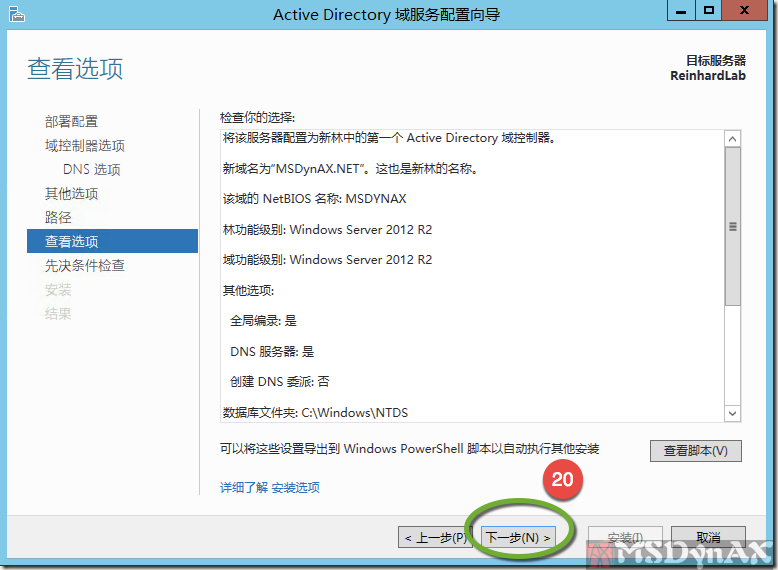 Active Directory 域服务配置向导
查看选项
目标服务器
ReinhardLab
部署配置
域控制器选项
DNS 选项
其他选项
路径
查看选项
先决条件检查
安装
结果
检查你的选择:
将该服务器配置为新林中的第一个 Active Directory 域控制器。
新域名为"MSDynAX.NET"。这也是新林的名称。
该域的 NetBIOS 名称: MSDYNAX
林功能级别: Windows Server 2012 R2
域功能级别: Windows Server 2012 R2
其他选项:
全局编录: 是
DNS 服务器: 是
创建 DNS 委派: 否
数据库文件夹: C:\Windows\NTDS
可以将这些设置导出到 Windows PowerShell 脚本以自动执行其他安装
查看脚本(V)
详细了解 安装选项
20
< 上一步(P)
下一步(N) >
安装(I)
取消
MSDynAX